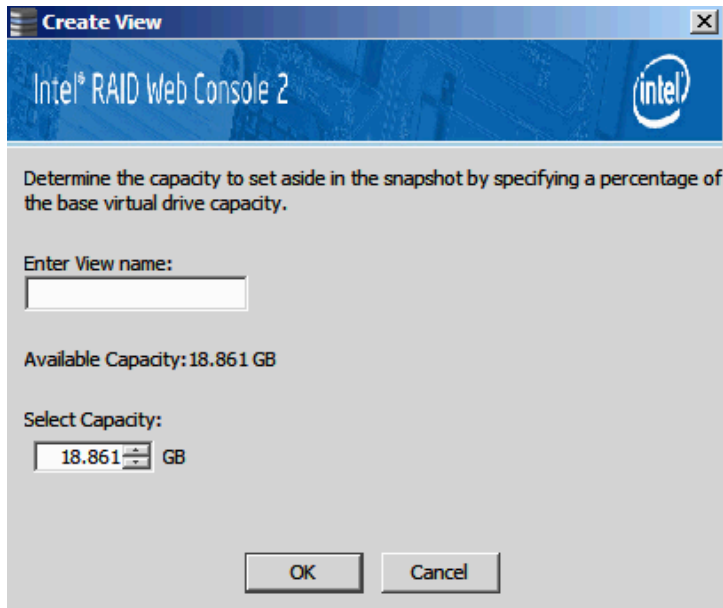 Create View
Intel® RAID Web Console 2
intel
Determine the capacity to set aside in the snapshot by specifying a percentage of
the base virtual drive capacity.
Enter View name:
Available Capacity:18.861 GB
Select Capacity:
18.861 GB
OK Cancel